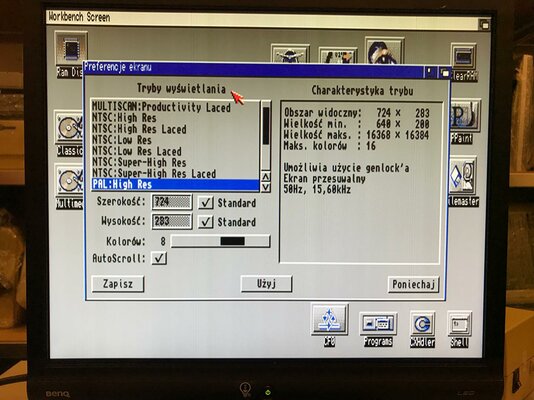 Workbench Screen
Preferencje ekranu
Tryby wyświetlania
MULTISCAN:Productivity Laced
NTSC:High Res
NTSC:High Res Laced
NTSC:Low Res
NTSC:Low Res Laced
NTSC:Super-High Res
NTSC:Super-High Res Laced
PAL:High Res
Szerokość: 724 Standard
Wysokość: 283 Standard
Kolorów: 8
AutoScroll:
Charakterystyka trybu
Obszar widoczny: 724 × 283
Wielkość min. : 640 × 200
Wielkość maks. : 16368 × 16384
Maks. kolorów : 16
Umożliwia użycie genlock'a
Ekran przesuwalny
50Hz, 15,60kHz
Zapisz
Użyj
Poniechaj
Ram Dis
Classic
Multime
ClearRAM
PPaint
CF0
Programs
CXHdler
Shell
BenQ
LED